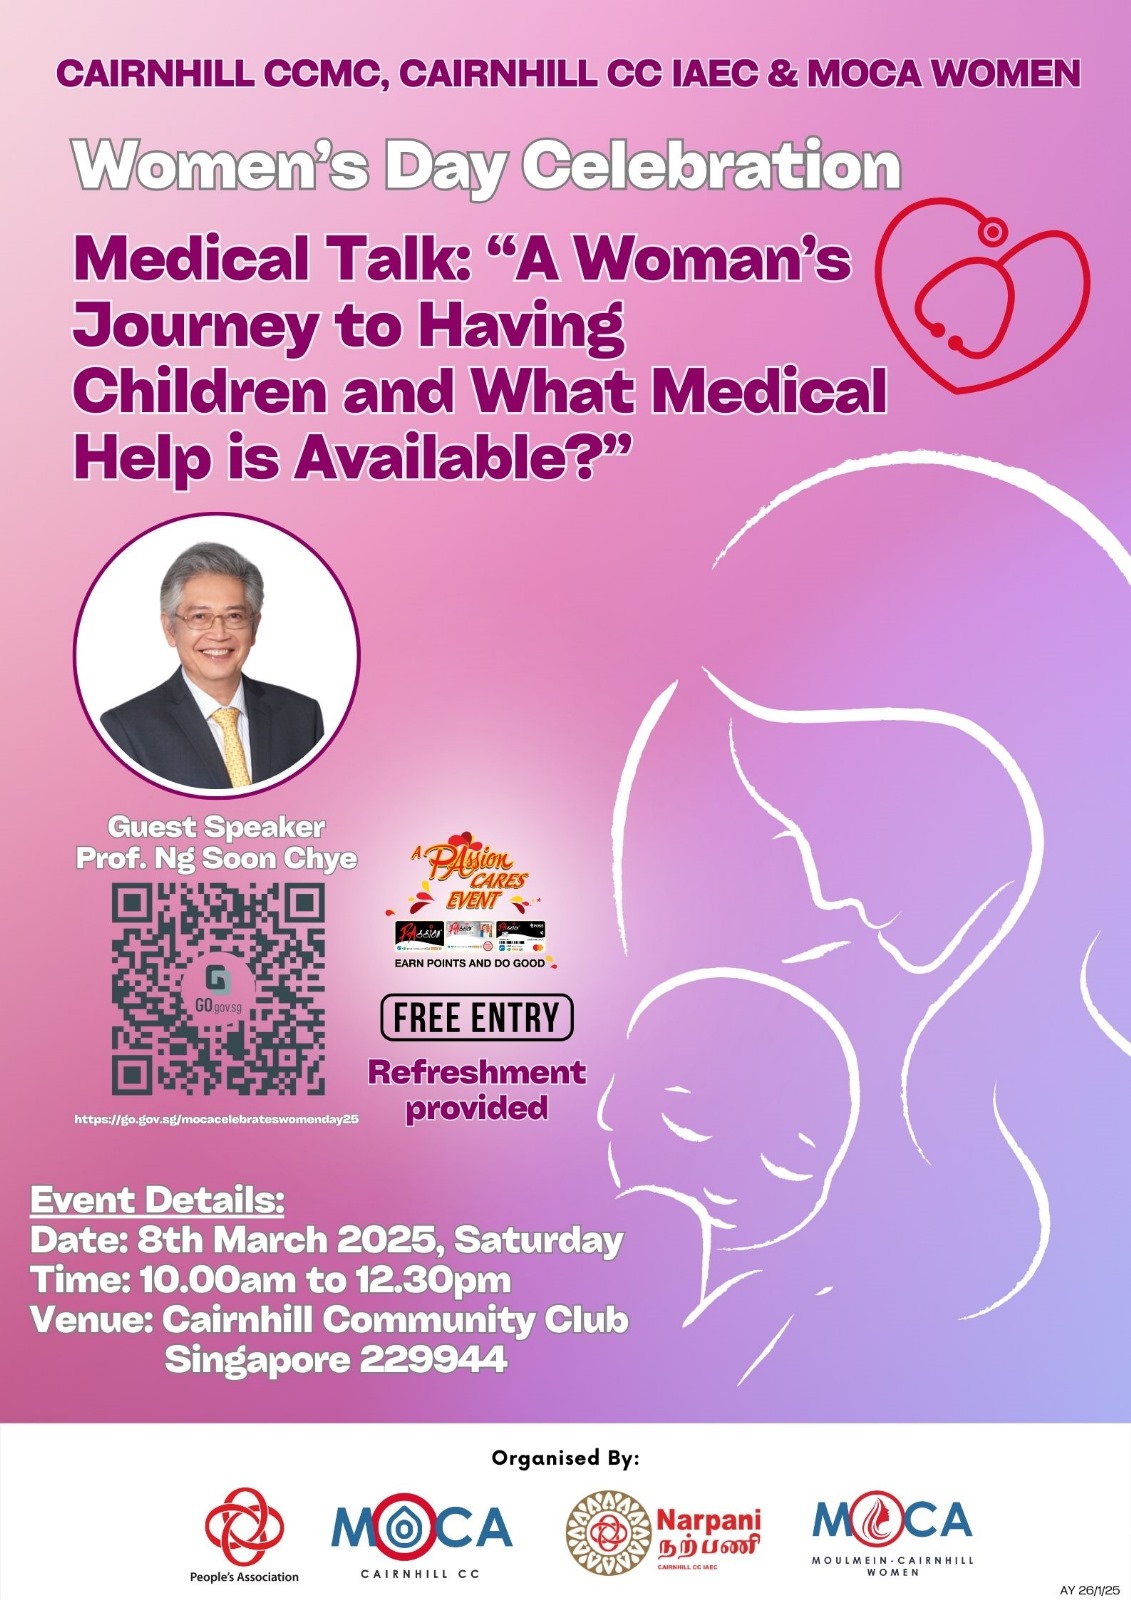 CAIRNHILL CCMC, CAIRNHILL CC IAEC & MOCA WOMEN
Women's Day Celebration
Medical Talk: “A Woman's
Journey to Having
Children and What Medical
Help is Available?”
Guest Speaker
Prof. Ng Soon Chye
GO.gov.sg
https://go.gov.sg/mocacelebrateswomenday25
A PAssion
CARES
EVENT
EARN POINTS AND DO GOOD
FREE ENTRY
Refreshment
provided
Event Details:
Date: 8th March 2025, Saturday
Time: 10.00am to 12.30pm
Venue: Cairnhill Community Club
Singapore 229944
Organised By:
People's Association
MOCA
CAIRNHILL CC
Narpani
நற்பணி
CAIRNHILL CC IAEC
MOCA
MOULMEIN-CAIRNHILL
WOMEN
AY 26/1/25